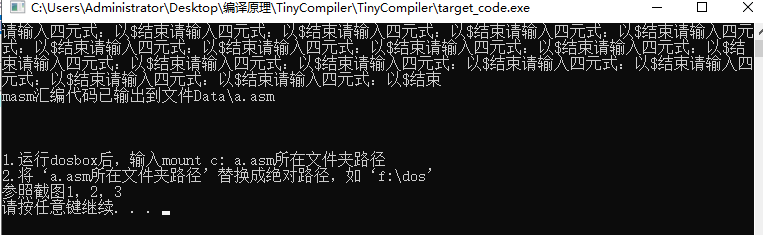 C:\Users\Administrator\Desktop\编译原理\TinyCompiler\TinyCompiler\target_code.exe
请输入四元式: 以$结束请输入四元式: 以$结束请输入四元式: 以$结束请输入四元式: 以$结束请输入四元
式: 以$结束请输入四元式: 以$结束请输入四元式: 以$结束请输入四元式: 以$结束请输入四元式: 以$结
束请输入四元式: 以$结束请输入四元式: 以$结束请输入四元式: 以$结束请输入四元式: 以$结束请输入四
元式: 以$结束请输入四元式: 以$结束请输入四元式: 以$结束请输入四元式: 以$结束
masm汇编代码已输出到文件Data\a.asm
1.运行dosbox后，输入mount c: a.asm所在文件夹路径
2.将‘a.asm所在文件夹路径’替换成绝对路径，如‘f:\dos’
参照截图1，2，3
请按任意键继续. . .